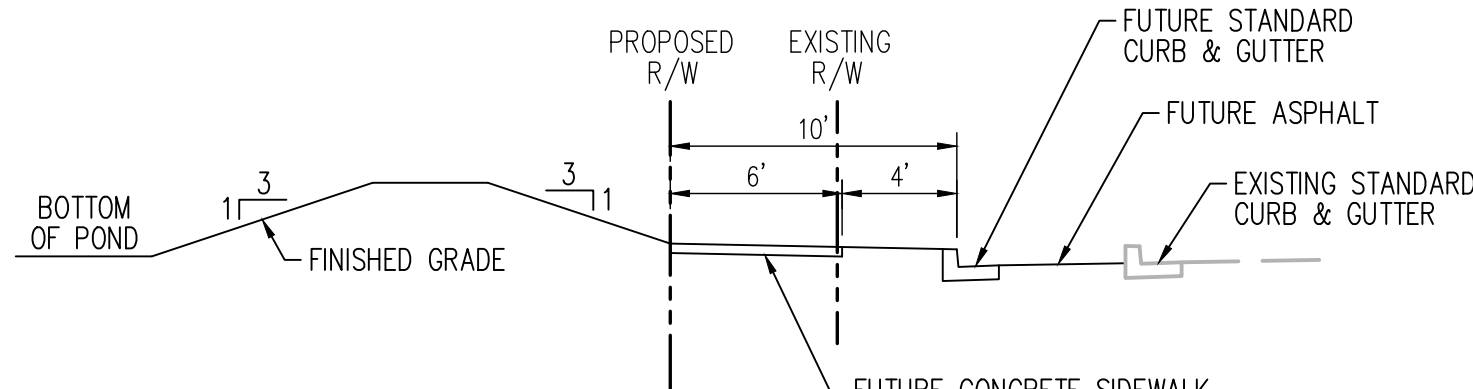 PROPOSED
R/W
EXISTING
R/W
FUTURE STANDARD
CURB & GUTTER
FUTURE ASPHALT
10'
6'
4'
3
1
3
1
EXISTING STANDARD
CURB & GUTTER
BOTTOM
OF POND
FINISHED GRADE
FUTURE CONCRETE SIDEWALK